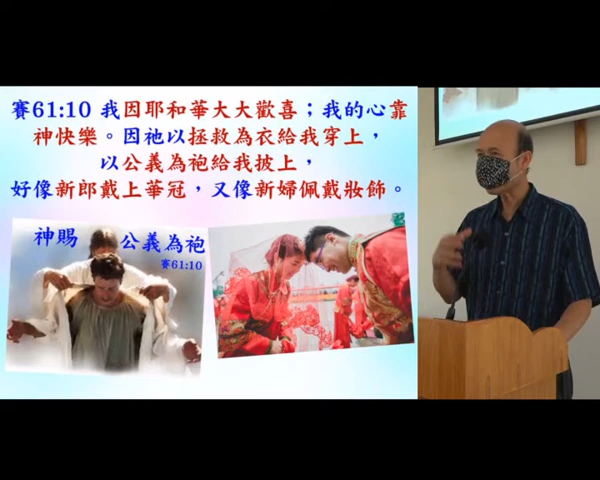 賽61:10 我因耶和華大大歡喜；我的心靠
神快樂。因祂以拯救為衣給我穿上，
以公義為袍給我披上，
好像新郎戴上華冠，又像新婦佩戴妝飾。
神賜 公義為袍
賽61:10